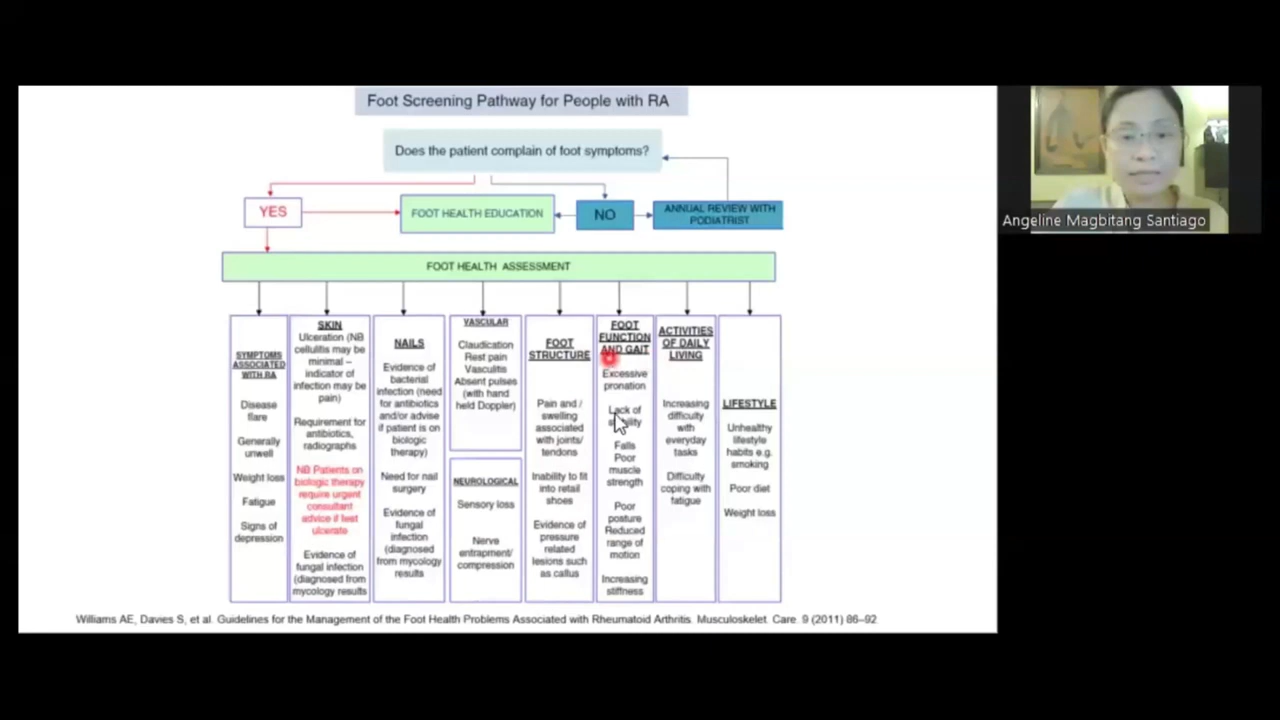 Foot Screening Pathway for People with RA
Does the patient complain of foot symptoms?
YES
FOOT HEALTH EDUCATION
NO
ANNUAL REVIEW WITH
PODIATRIST
FOOT HEALTH ASSESSMENT
SYMPTOMS
ASSOCIATED
WITH RA
Disease
flare
Generally
unwell
Weight loss
Fatigue
Signs of
depression
SKIN
Ulceration (NB
cellulitis may be
minimal –
indicator of
infection may be
pain)
Requirement for
antibiotics,
radiographs
NB Patients on
biologic therapy
require urgent
consultant
advice if feet
ulcerate
Evidence of
fungal infection
(diagnosed from
mycology results
NAILS
Evidence of
bacterial
infection (need
for antibiotics
and/or advise
if patient is on
biologic
therapy)
Need for nail
surgery
Evidence of
fungal
infection
(diagnosed
from mycology
results
VASCULAR
Claudication
Rest pain
Vasculitis
Absent pulses
(with hand
held Doppler)
NEUROLOGICAL
Sensory loss
Nerve
entrapment/
compression
FOOT
STRUCTURE
Pain and /
swelling
associated
with joints/
tendons
Inability to fit
into retail
shoes
Evidence of
pressure
related
lesions such
as callus
FOOT
FUNCTION
AND GAIT
Excessive
pronation
Lack of
Falls
Poor
muscle
strength
Poor
posture
Reduced
range of
motion
Increasing
stiffness
ACTIVITIES
OF DAILY
LIVING
Increasing
difficulty
with
everyday
tasks
Difficulty
coping with
fatigue
LIFESTYLE
Unhealthy
lifestyle
habits e.g.
smoking
Poor diet
Weight loss
Williams AE, Davies S, et al. Guidelines for the Management of the Foot Health Problems Associated with Rheumatoid Arthritis. Musculoskelet. Care. 9 (2011) 86–92
Angeline Magbitang Santiago